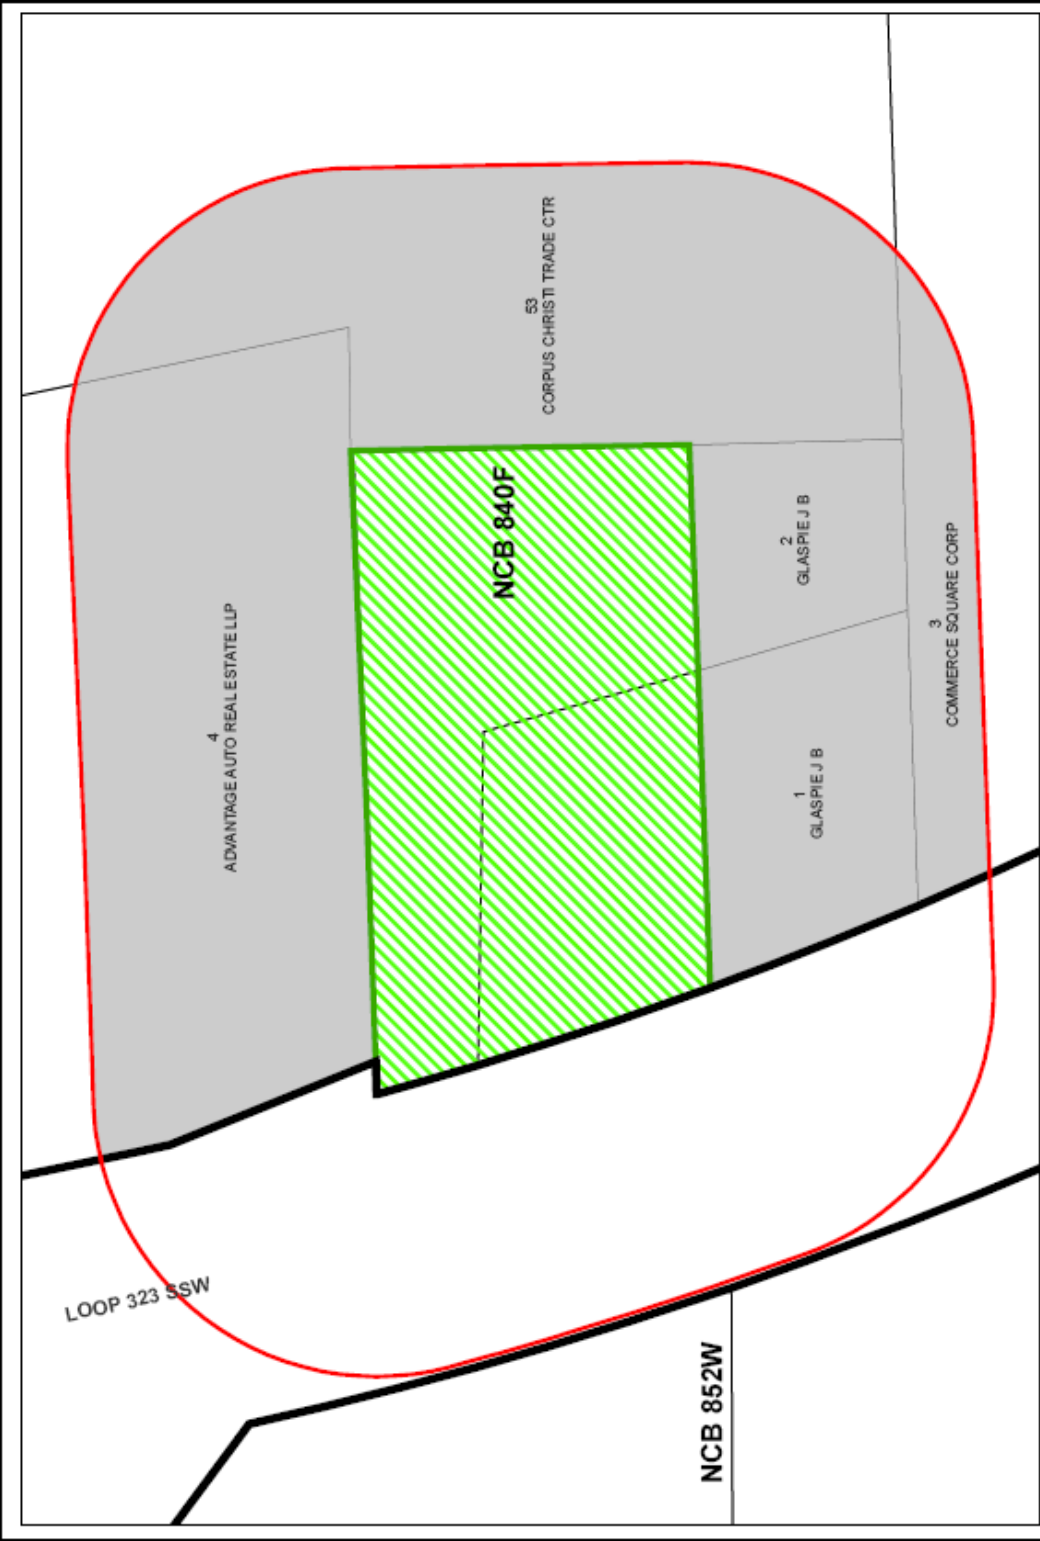 53
CORPUS CHRISTI TRADE CTR
NCB 840F
2
GLASPIE J B
3
COMMERCE SQUARE CORP
4
ADVANTAGE AUTO REAL ESTATE LLP
1
GLASPIE J B
LOOP 323 SSW
NCB 852W